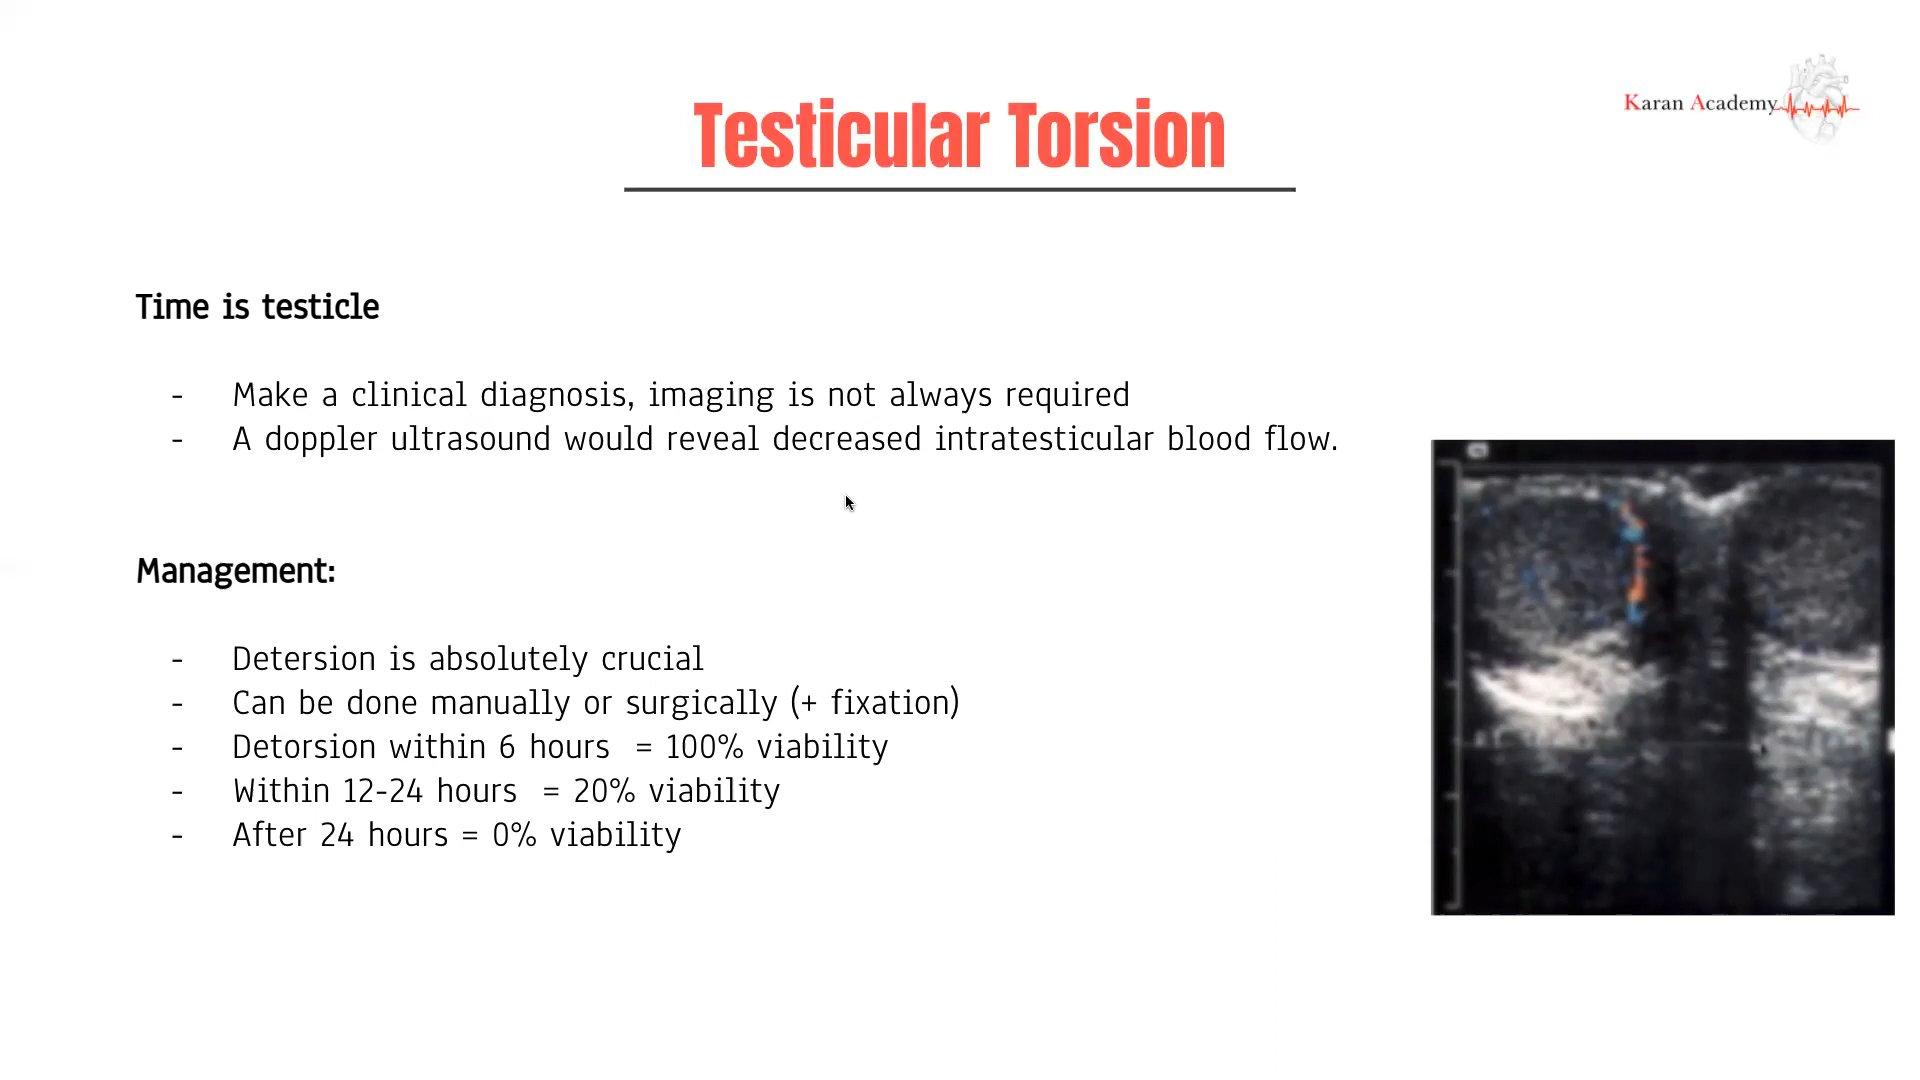 Karan Academy
Testicular Torsion
Time is testicle
- Make a clinical diagnosis, imaging is not always required
- A doppler ultrasound would reveal decreased intratesticular blood flow.
Management:
- Detersion is absolutely crucial
- Can be done manually or surgically (+ fixation)
- Detorsion within 6 hours = 100% viability
- Within 12-24 hours = 20% viability
- After 24 hours = 0% viability